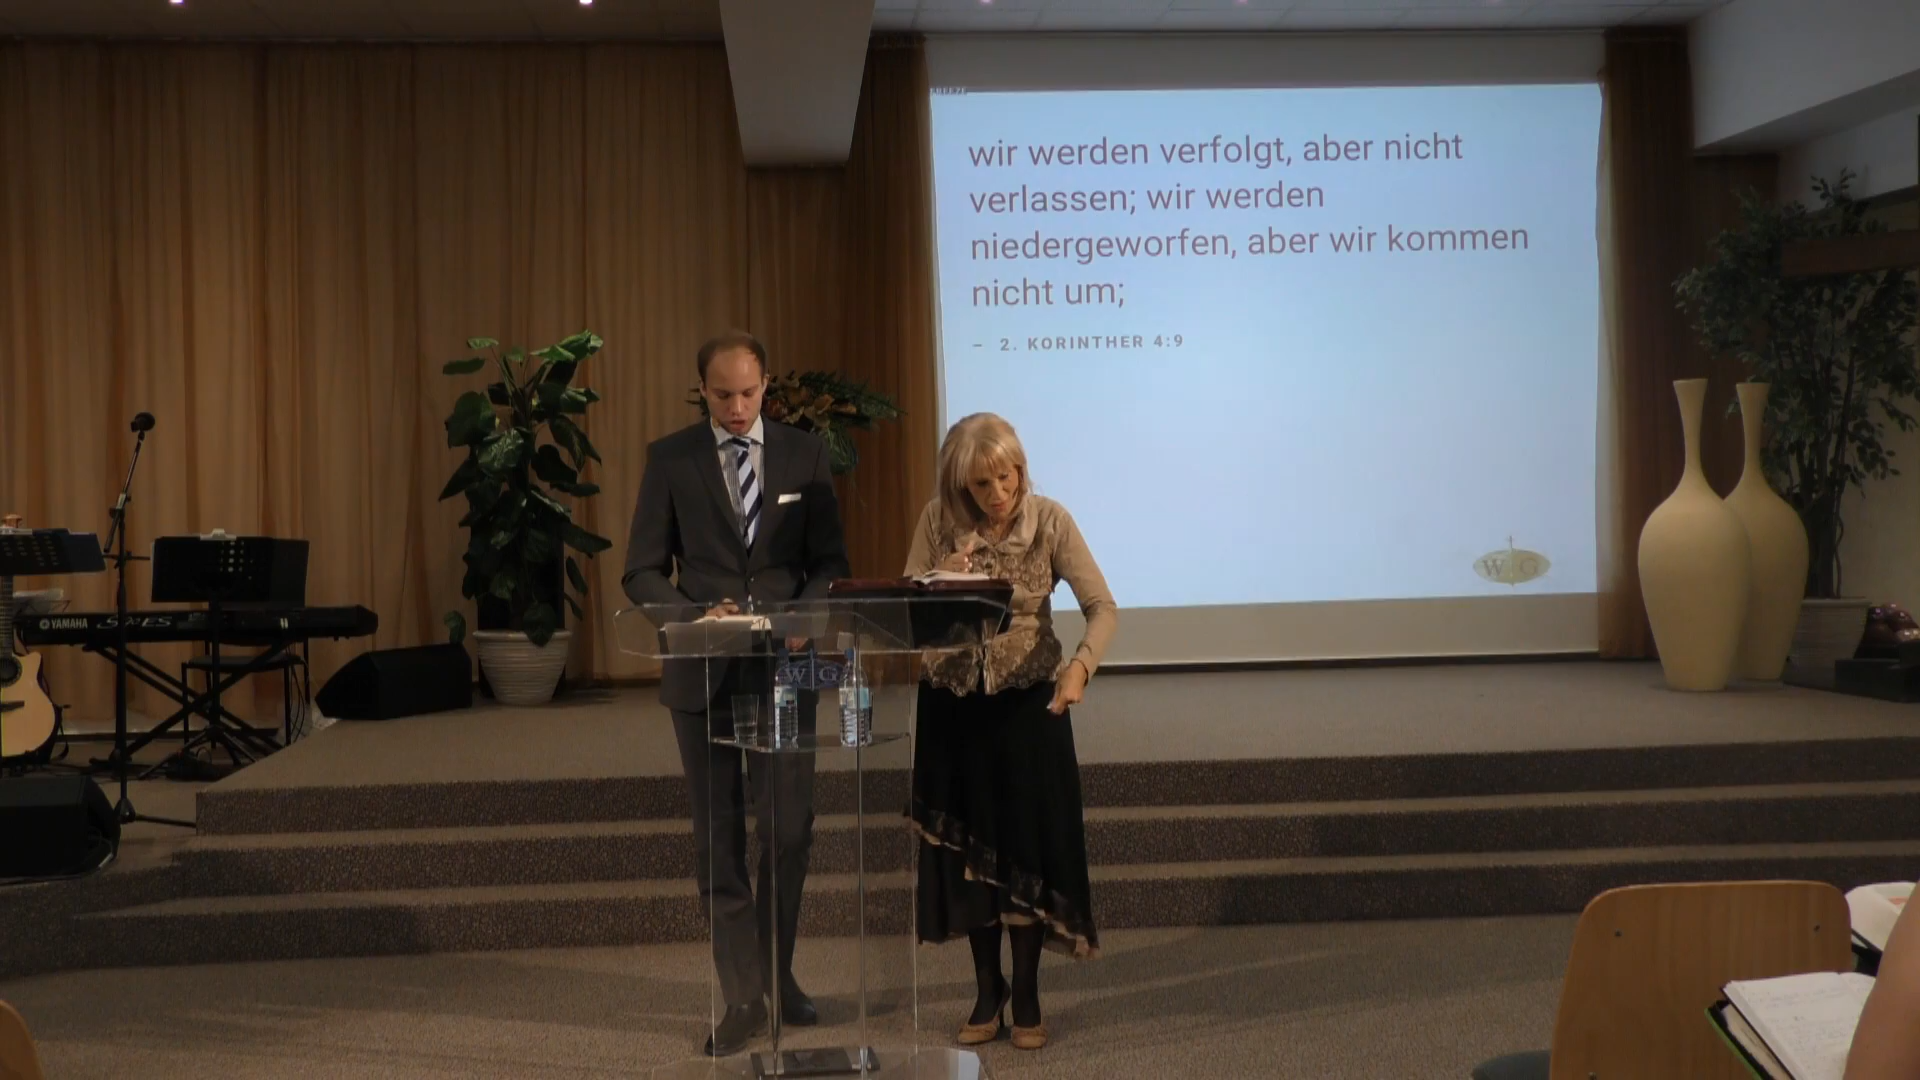 wir werden verfolgt, aber nicht
verlassen; wir werden
niedergeworfen, aber wir kommen
nicht um;
– 2. KORINTHER 4:9
W G
W G
YAMAHA